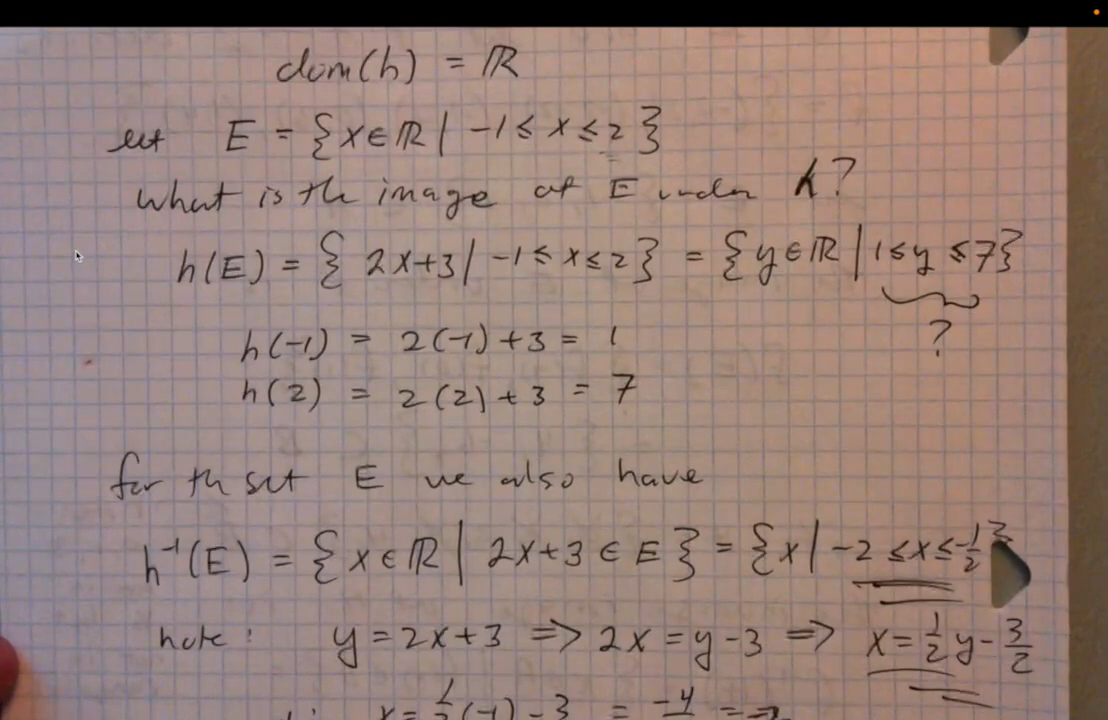 dom(h) = ℝ
let E = {x ∈ ℝ | -1 ≤ x ≤ 2}
What is the image of E under h?
h(E) = { 2x+3 | -1 ≤ x ≤ 2} = {y ∈ ℝ | 1 ≤ y ≤ 7}
?
h(-1) = 2(-1)+3 = 1
h(2) = 2(2)+3 = 7
for th set E we also have
h⁻¹(E) = {x ∈ ℝ | 2x+3 ∈ E} = {x | -2 ≤ x ≤ -1/2}
note: y = 2x+3 ⇒ 2x = y-3 ⇒ x = 1/2 y - 3/2